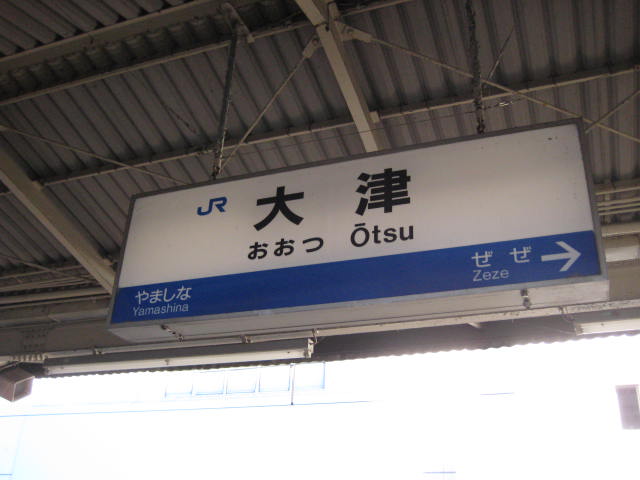 JR 大津
おおつ Ōtsu
やましな ぜぜ →
Yamashina Zeze